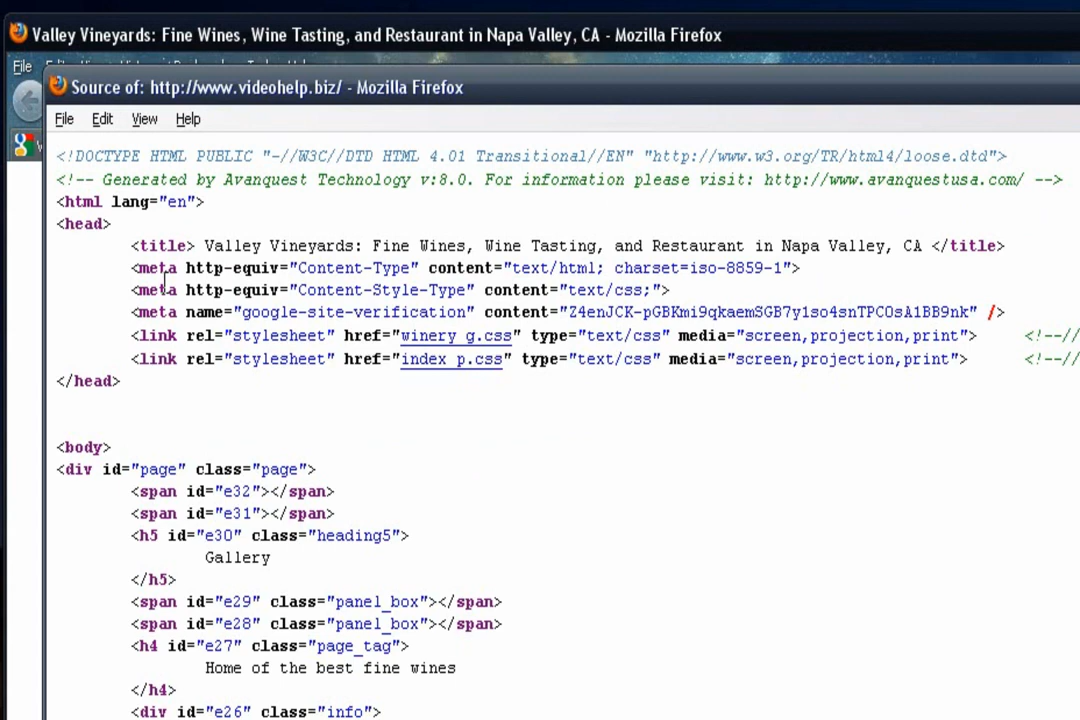 Valley Vineyards: Fine Wines, Wine Tasting, and Restaurant in Napa Valley, CA - Mozilla Firefox
File
Source of: http://www.videohelp.biz/ - Mozilla Firefox
File Edit View Help
<!DOCTYPE HTML PUBLIC "-//W3C//DTD HTML 4.01 Transitional//EN" "http://www.w3.org/TR/html4/loose.dtd">
<!-- Generated by Avanquest Technology v:8.0. For information please visit: http://www.avanquestusa.com/ -->
<html lang="en">
<head>
<title> Valley Vineyards: Fine Wines, Wine Tasting, and Restaurant in Napa Valley, CA </title>
<meta http-equiv="Content-Type" content="text/html; charset=iso-8859-1">
<meta http-equiv="Content-Style-Type" content="text/css;">
<meta name="google-site-verification" content="Z4enJCK-pGBKmi9qkaemSGB7y1so4snTPCOsA1BB9nk" />
<link rel="stylesheet" href="winery_g.css" type="text/css" media="screen,projection,print"> <!--//
<link rel="stylesheet" href="index_p.css" type="text/css" media="screen,projection,print"> <!--//
</head>
<body>
<div id="page" class="page">
<span id="e32"></span>
<span id="e31"></span>
<h5 id="e30" class="heading5">
Gallery
</h5>
<span id="e29" class="panel_box"></span>
<span id="e28" class="panel_box"></span>
<h4 id="e27" class="page_tag">
Home of the best fine wines
</h4>
<div id="e26" class="info">